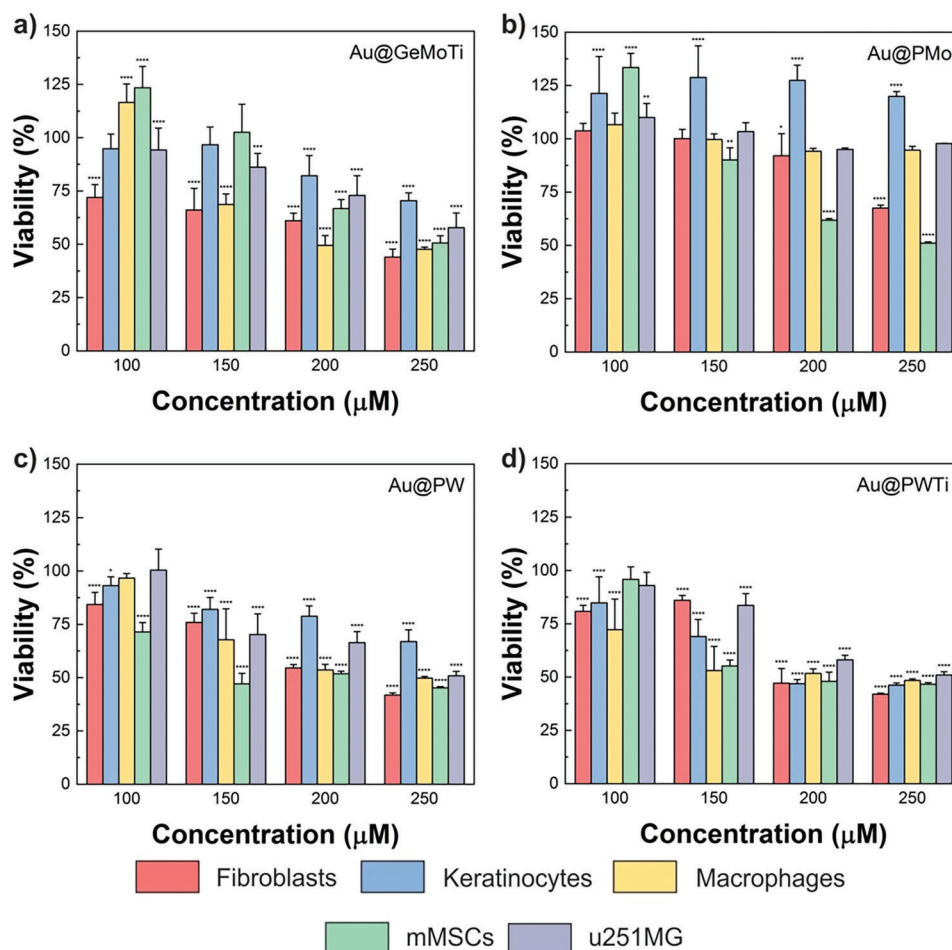 a)
Au@GeMoTi
150
125
100
75
50
25
0
Viability (%)
100 150 200 250
Concentration (μM)
b)
Au@PMo
150
125
100
75
50
25
0
Viability (%)
100 150 200 250
Concentration (μM)
c)
Au@PW
150
125
100
75
50
25
0
Viability (%)
100 150 200 250
Concentration (μM)
d)
Au@PWTi
150
125
100
75
50
25
0
Viability (%)
100 150 200 250
Concentration (μM)
Fibroblasts Keratinocytes Macrophages
mMSCs u251MG